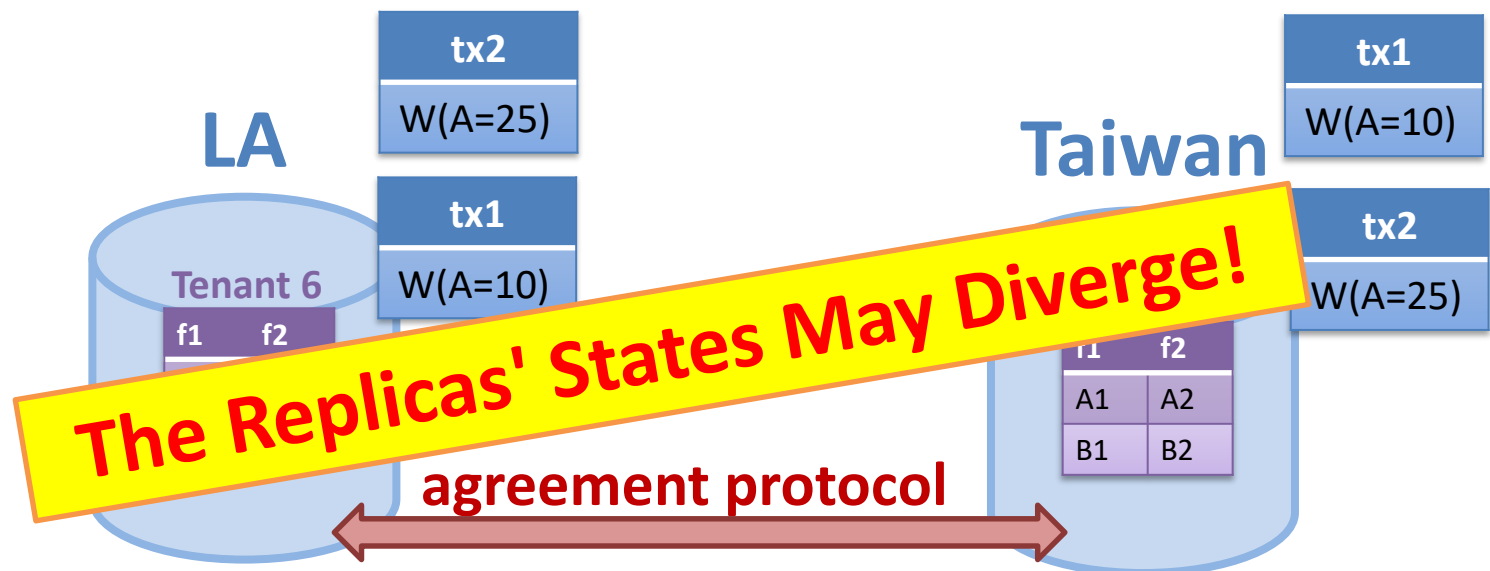 tx2
W(A=25)
LA
tx1
W(A=10)
Tenant 6
f1 f2
tx1
W(A=10)
Taiwan
tx2
W(A=25)
f1 f2
A1 A2
B1 B2
The Replicas' States May Diverge!
agreement protocol